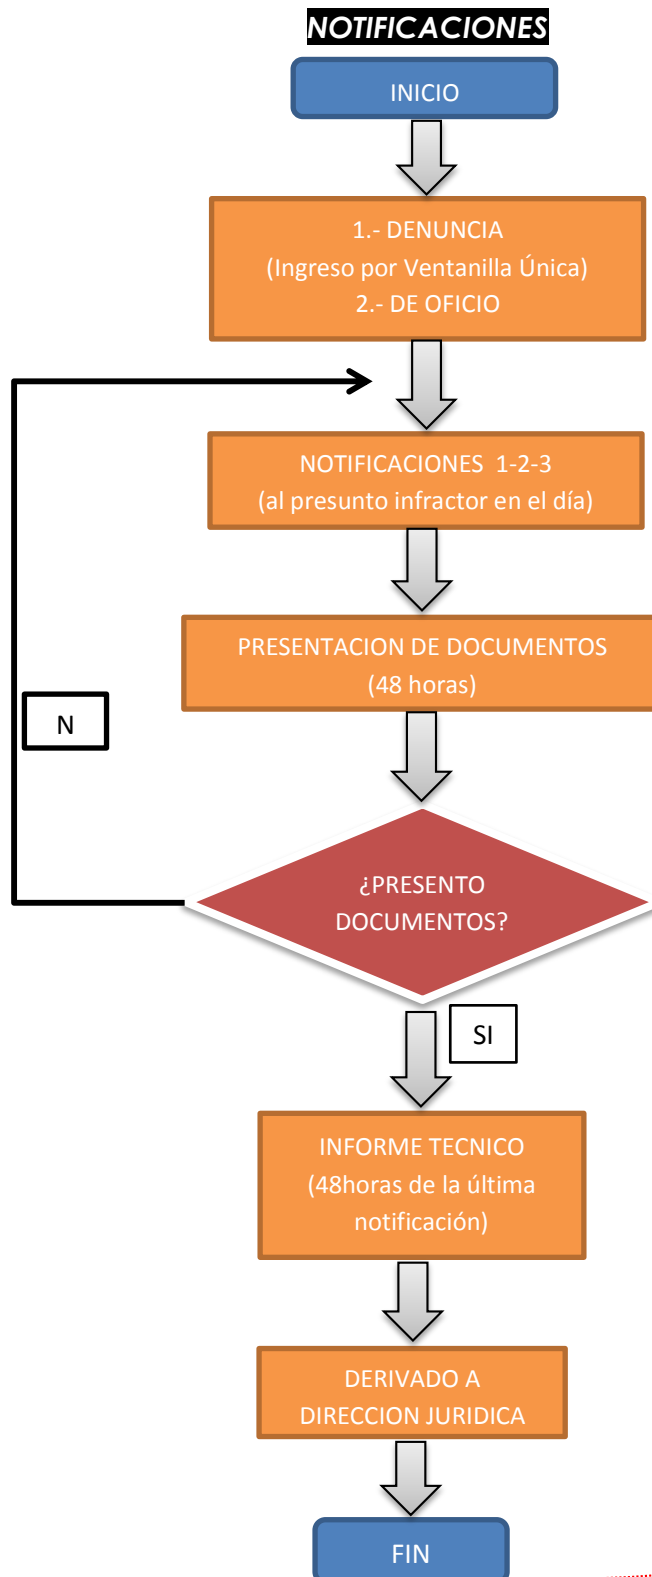 NOTIFICACIONES
INICIO
1.- DENUNCIA
(Ingreso por Ventanilla Única)
2.- DE OFICIO
NOTIFICACIONES 1-2-3
(al presunto infractor en el día)
PRESENTACION DE DOCUMENTOS
(48 horas)
N
¿PRESENTO
DOCUMENTOS?
SI
INFORME TECNICO
(48horas de la última
notificación)
DERIVADO A
DIRECCION JURIDICA
FIN